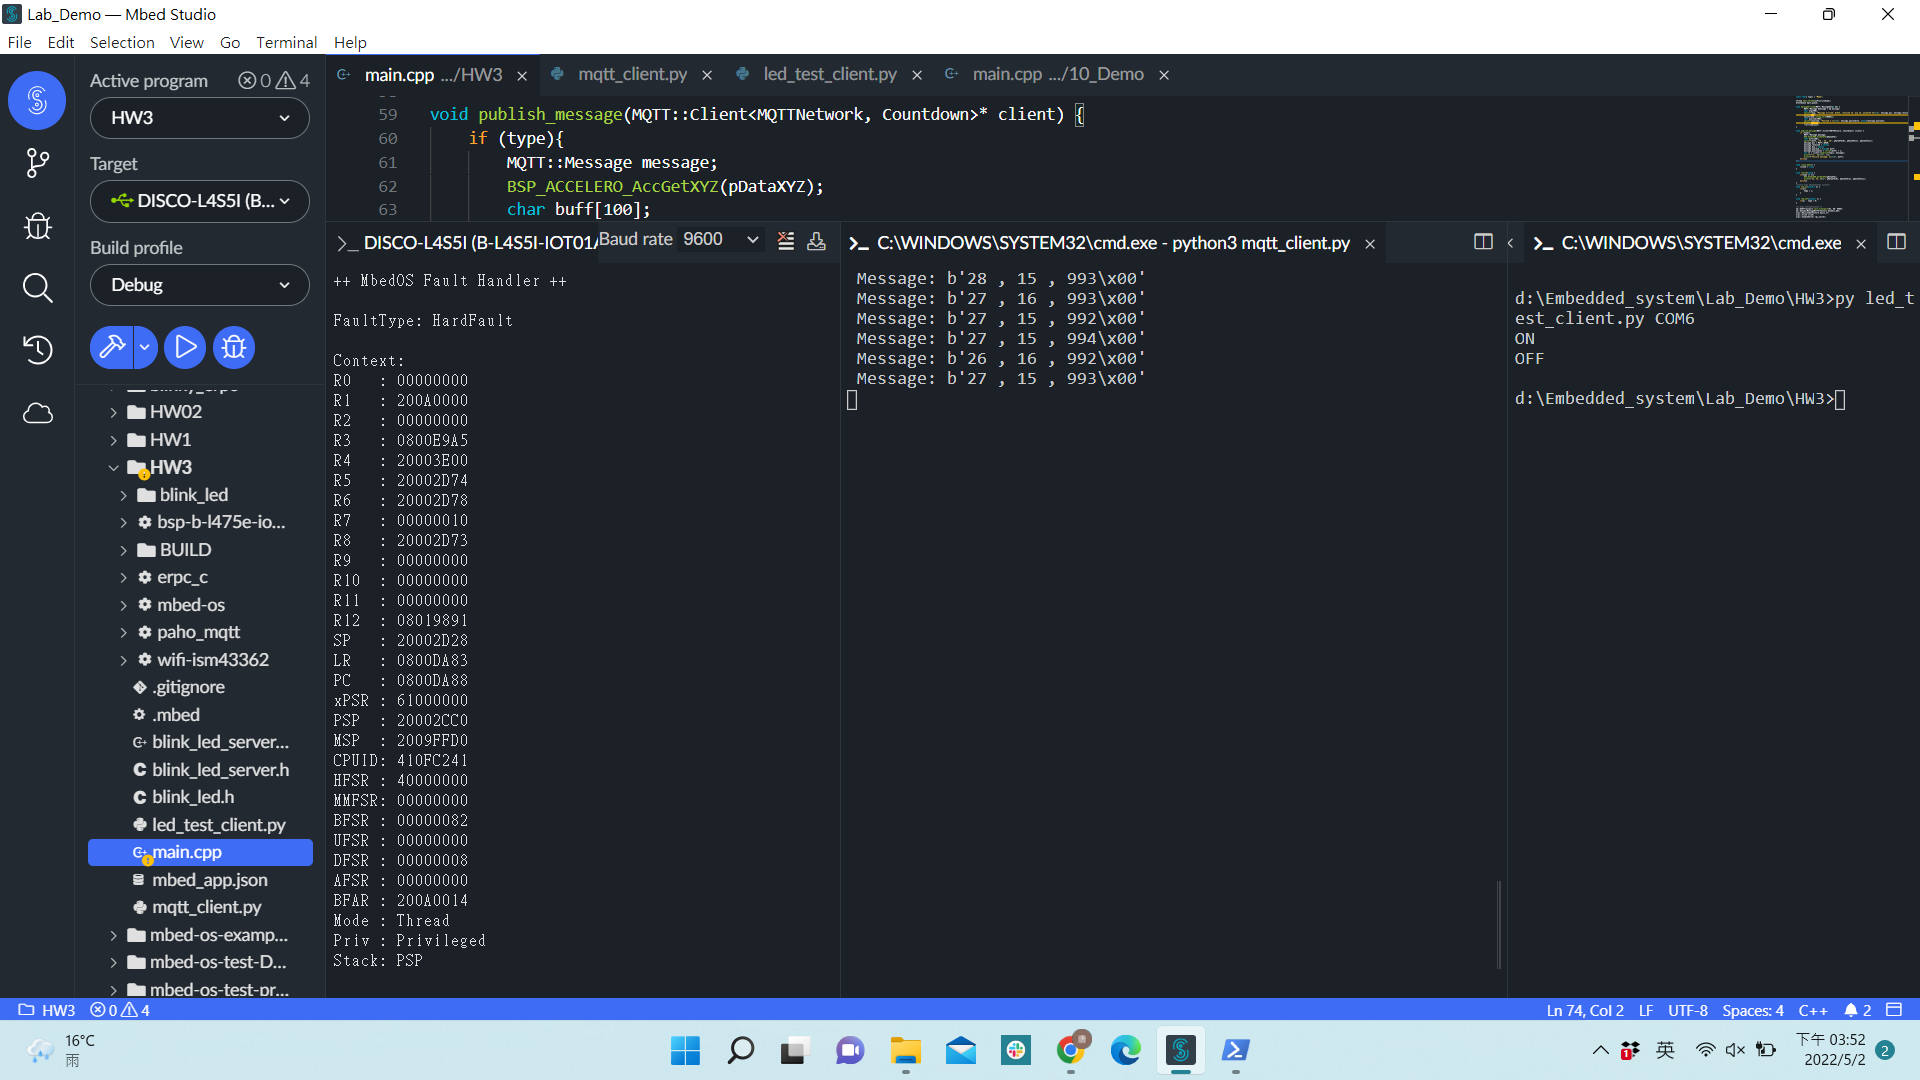 Lab_Demo — Mbed Studio
File Edit Selection View Go Terminal Help
Active program 0 4
HW3
Target
DISCO-L4S5I (B...
Build profile
Debug
HW02
HW1
HW3
blink_led
bsp-b-l475e-io...
BUILD
erpc_c
mbed-os
paho_mqtt
wifi-ism43362
.gitignore
.mbed
blink_led_server...
blink_led_server.h
blink_led.h
led_test_client.py
main.cpp
mbed_app.json
mqtt_client.py
mbed-os-examp...
mbed-os-test-D...
mbed-os-test-pr...
main.cpp .../HW3 mqtt_client.py led_test_client.py main.cpp .../10_Demo
59 void publish_message(MQTT::Client<MQTTNetwork, Countdown>* client) {
60 if (type){
61 MQTT::Message message;
62 BSP_ACCELERO_AccGetXYZ(pDataXYZ);
63 char buff[100];
DISCO-L4S5I (B-L4S5I-IOT01A Baud rate 9600
++ MbedOS Fault Handler ++
FaultType: HardFault
Context:
R0 : 00000000
R1 : 200A0000
R2 : 00000000
R3 : 0800E9A5
R4 : 20003E00
R5 : 20002D74
R6 : 20002D78
R7 : 00000010
R8 : 20002D73
R9 : 00000000
R10 : 00000000
R11 : 00000000
R12 : 08019891
SP : 20002D28
LR : 0800DA83
PC : 0800DA88
xPSR : 61000000
PSP : 20002CC0
MSP : 2009FFD0
CPUID: 410FC241
HFSR : 40000000
MMFSR: 00000000
BFSR : 00000082
UFSR : 00000000
DFSR : 00000008
AFSR : 00000000
BFAR : 200A0014
Mode : Thread
Priv : Privileged
Stack: PSP
C:\WINDOWS\SYSTEM32\cmd.exe - python3 mqtt_client.py
Message: b'28 , 15 , 993\x00'
Message: b'27 , 16 , 993\x00'
Message: b'27 , 15 , 992\x00'
Message: b'27 , 15 , 994\x00'
Message: b'26 , 16 , 992\x00'
Message: b'27 , 15 , 993\x00'
C:\WINDOWS\SYSTEM32\cmd.exe
d:\Embedded_system\Lab_Demo\HW3>py led_t
est_client.py COM6
ON
OFF
d:\Embedded_system\Lab_Demo\HW3>
HW3 0 4 Ln 74, Col 2 LF UTF-8 Spaces: 4 C++ 2
16°C
雨
英
下午 03:52
2022/5/2
2